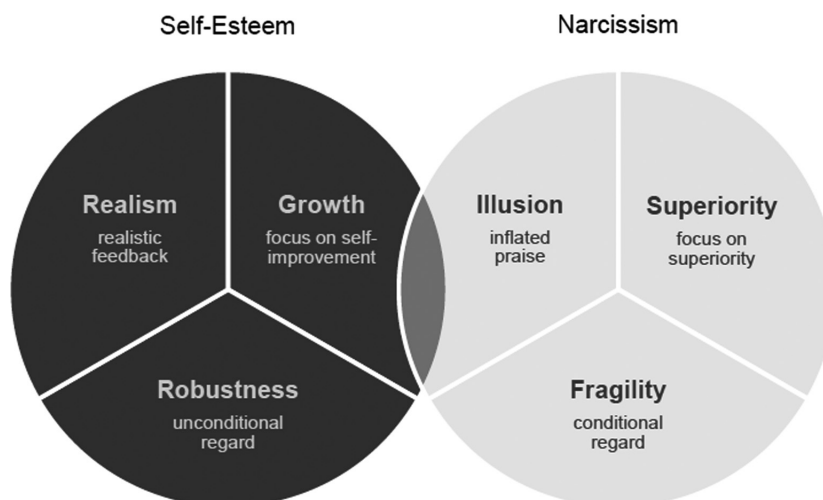 Self-Esteem
Narcissism
Realism
realistic
feedback
Growth
focus on self-
improvement
Illusion
inflated
praise
Superiority
focus on
superiority
Robustness
unconditional
regard
Fragility
conditional
regard